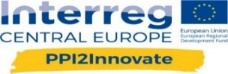 Interreg
CENTRAL EUROPE
European Union
European Regional
Development Fund
PPI2Innovate